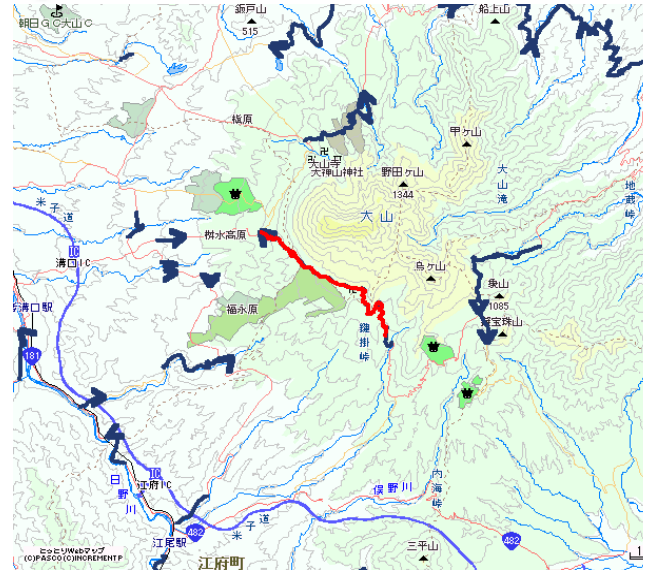 鍋戸山
515
船上山
朝日GC大山C
槇原
甲ヶ山
大山寺
大神山神社
野田ヶ山
1344
大山滝
地蔵峠
米子道
IC
溝口IC
桝水高原
大山
烏ヶ山
象山
1085
擬宝珠山
福永原
鍵掛峠
181
IC
江府IC
日野川
俣野川
内海峠
米子道
482
482
江尾駅
江府町
三平山
とっとりWebマップ
(C)PASCO(C)INCREMENT P
1